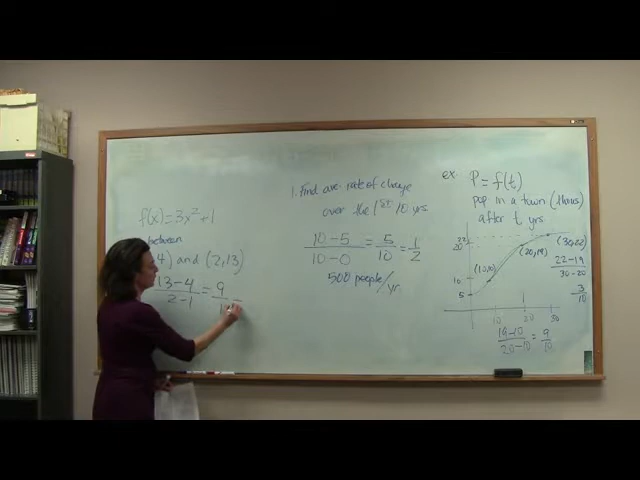 f(x) = 3x² + 1
between
4) and (2,13)
13-4/2-1 = 9/1 =
1. Find ave. rate of change
over the 1st 10 yrs
10-5/10-0 = 5/10 = 1/2
500 people/yr
ex. P = f(t)
pop in a town (thous)
after t yrs
22
20
10
5
(10,10)
(20,19)
(30,22)
10 20 30
22-19/30-20
3/10
19-10/20-10 = 9/10